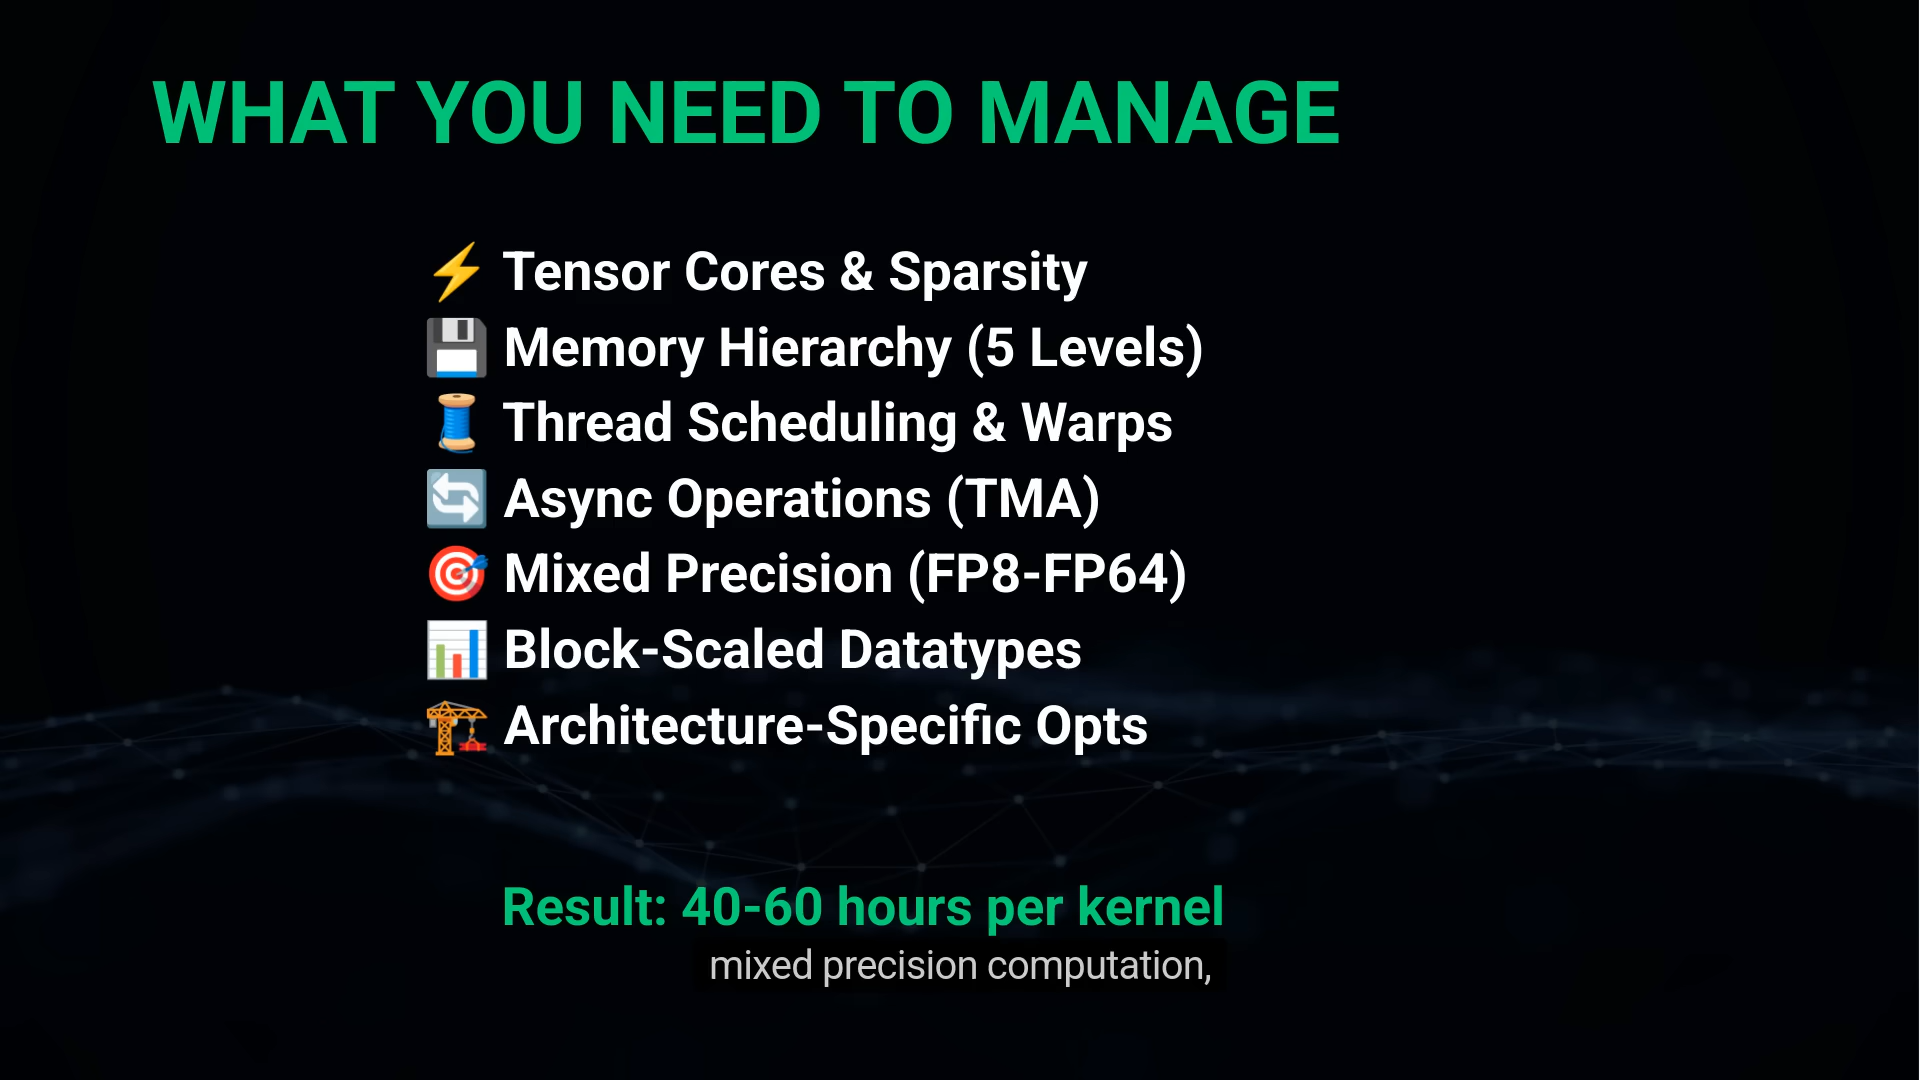 WHAT YOU NEED TO MANAGE
⚡ Tensor Cores & Sparsity
💾 Memory Hierarchy (5 Levels)
🧵 Thread Scheduling & Warps
🔄 Async Operations (TMA)
🎯 Mixed Precision (FP8-FP64)
📊 Block-Scaled Datatypes
🏗️ Architecture-Specific Opts
Result: 40-60 hours per kernel
mixed precision computation,